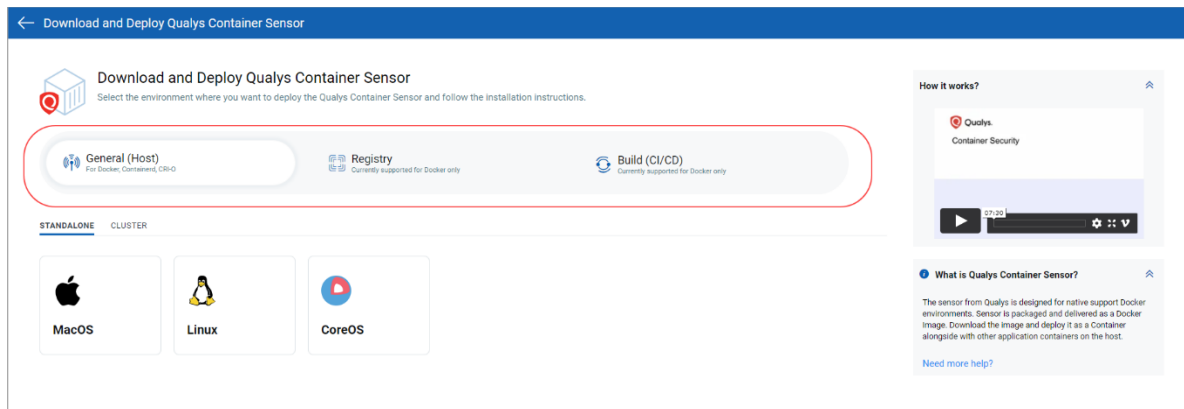 Download and Deploy Qualys Container Sensor
Download and Deploy Qualys Container Sensor
Select the environment where you want to deploy the Qualys Container Sensor and follow the installation instructions.
General (Host)
For Docker, Containerd, CRI-O
Registry
Currently supported for Docker only
Build (CI/CD)
Currently supported for Docker only
STANDALONE
CLUSTER
MacOS
Linux
CoreOS
How it works?
Qualys.
Container Security
07:20
What is Qualys Container Sensor?
The sensor from Qualys is designed for native support Docker
environments. Sensor is packaged and delivered as a Docker
Image. Download the image and deploy it as a Container
alongside with other application containers on the host.
Need more help?